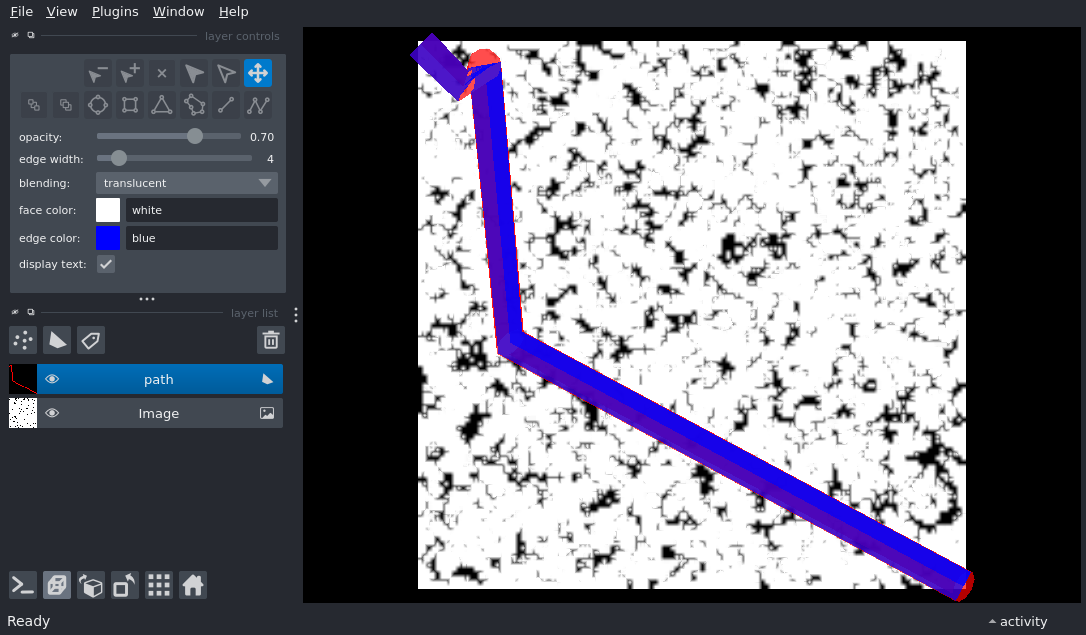 File View Plugins Window Help
layer controls
opacity: 0.70
edge width: 4
blending: translucent
face color: white
edge color: blue
display text:
layer list
path
Image
Ready
activity